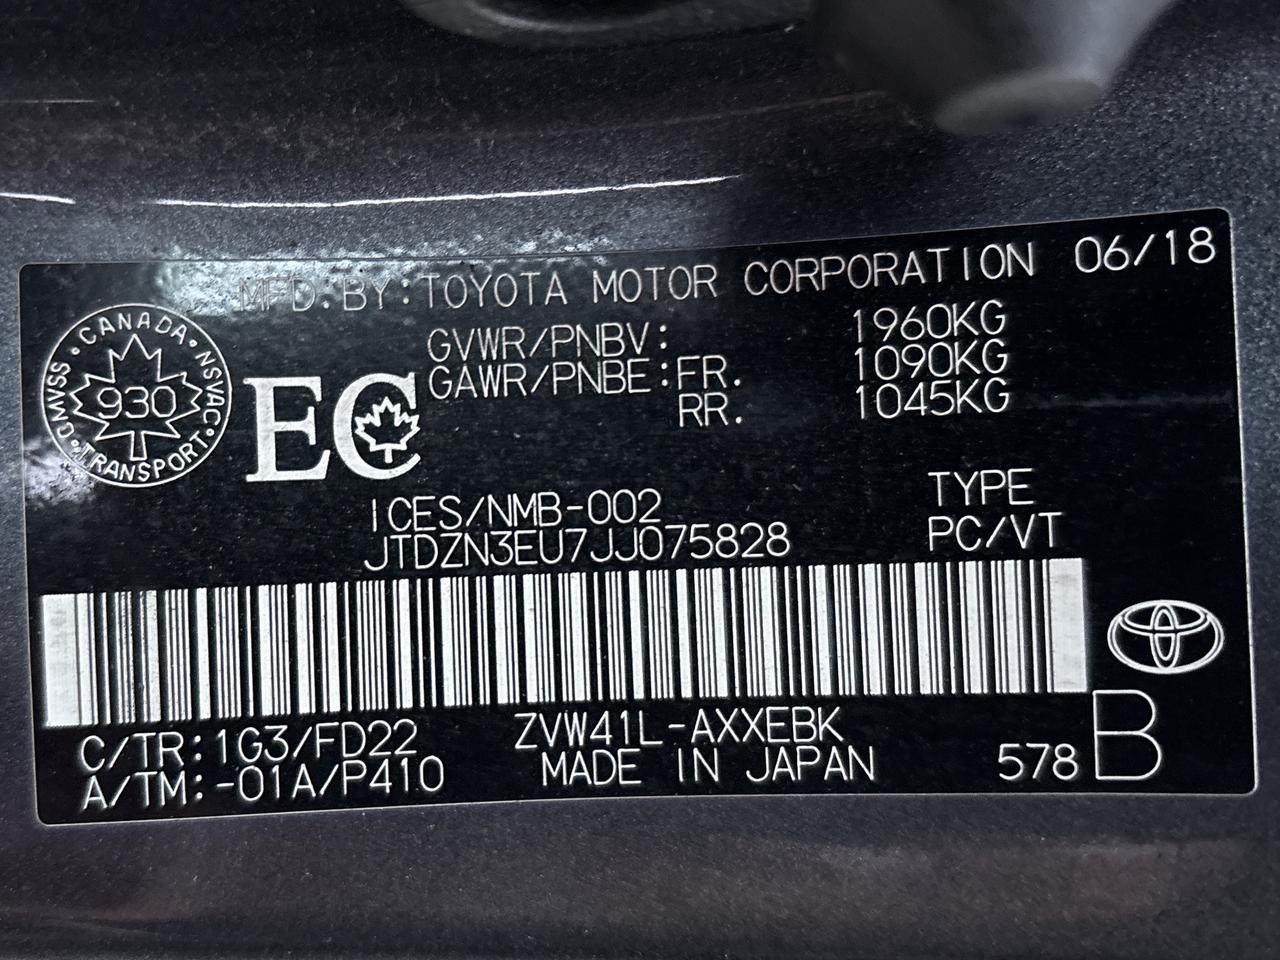 MFD.BY:TOYOTA MOTOR CORPORATION 06/18
GVWR/PNBV: 1960KG
GAWR/PNBE:FR. 1090KG
RR. 1045KG
CANADA · NSVAC · TRANSPORT · CMVSS ·
930
EC
ICES/NMB-002
JTDZN3EU7JJ075828
TYPE
PC/VT
C/TR:1G3/FD22
A/TM:-01A/P410
ZVW41L-AXXEBK
MADE IN JAPAN
578 B